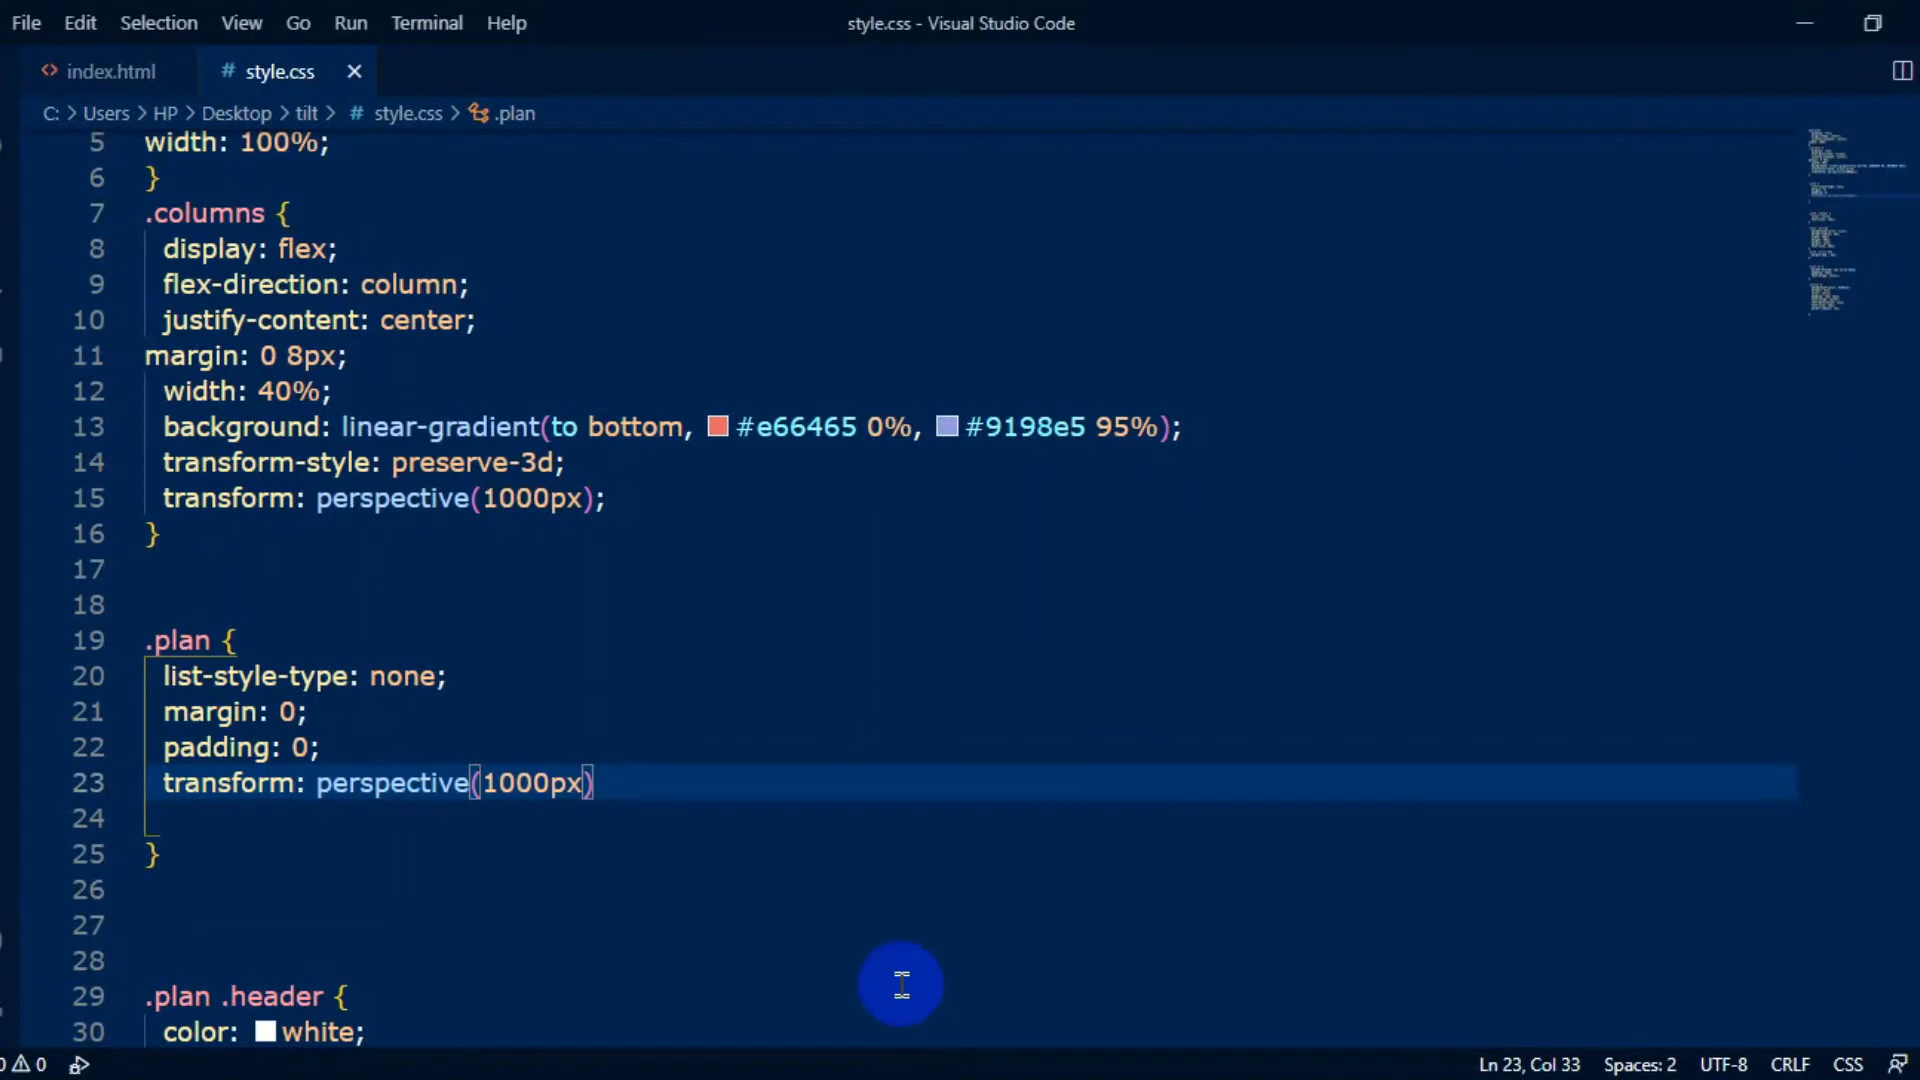 File Edit Selection View Go Run Terminal Help style.css - Visual Studio Code
index.html # style.css
C: > Users > HP > Desktop > tilt > # style.css > .plan
5 width: 100%;
6 }
7 .columns {
8 display: flex;
9 flex-direction: column;
10 justify-content: center;
11 margin: 0 8px;
12 width: 40%;
13 background: linear-gradient(to bottom, #e66465 0%, #9198e5 95%);
14 transform-style: preserve-3d;
15 transform: perspective(1000px);
16 }
17
18
19 .plan {
20 list-style-type: none;
21 margin: 0;
22 padding: 0;
23 transform: perspective(1000px)
24
25 }
26
27
28
29 .plan .header {
30 color: white;
0 0 Ln 23, Col 33 Spaces: 2 UTF-8 CRLF CSS